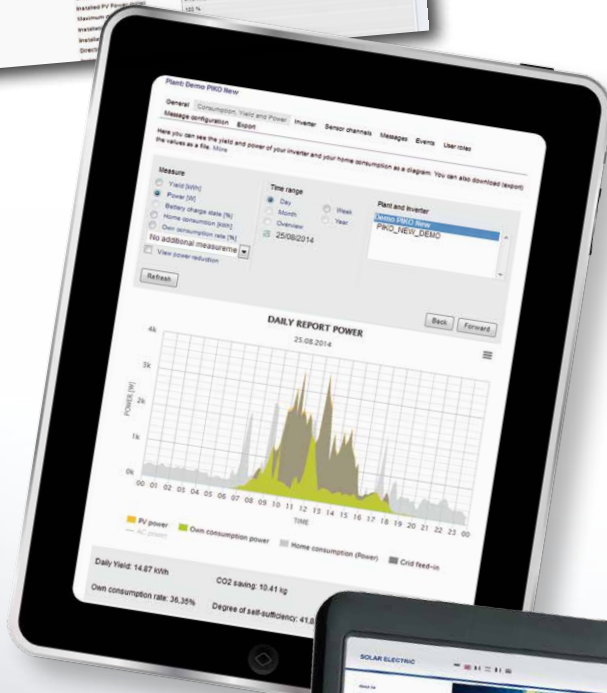 Installed PV Power
100 %
Plant: Demo PIKO New
General Consumption, Yield and Power Inverter Sensor channels Messages Events User roles
Message configuration Export
Here you can see the yield and power of your inverter and your home consumption as a diagram. You can also download (export)
the values as a file. More
Measure
Yield [kWh]
Power [W]
Battery charge state [%]
Home consumption [kWh]
Own consumption rate [%]
No additional measureme
View power reduction
Time range
Day Week
Month Year
Overview
25/08/2014
Plant and Inverter
Demo PIKO New
PIKO_NEW_DEMO
Refresh
Back Forward
DAILY REPORT POWER
25.08.2014
4k
3k
2k
1k
0k
POWER [W]
00 01 02 03 04 05 06 07 08 09 10 11 12 13 14 15 16 17 18 19 20 21 22 23 00
TIME
PV power Own consumption power Home consumption (Power) Grid feed-in
AC power
Daily Yield: 14.87 kWh CO2 saving: 10.41 kg
Own consumption rate: 36.35% Degree of self-sufficiency: 41.8
SOLAR ELECTRIC